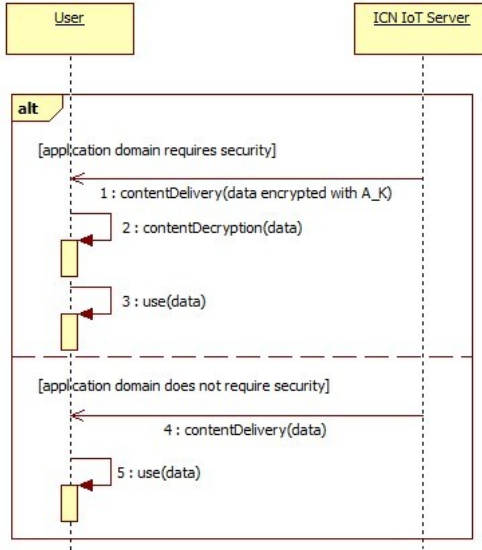 User
ICN IoT Server
alt
[application domain requires security]
1 : contentDelivery(data encrypted with A_K)
2 : contentDecryption(data)
3 : use(data)
[application domain does not require security]
4 : contentDelivery(data)
5 : use(data)